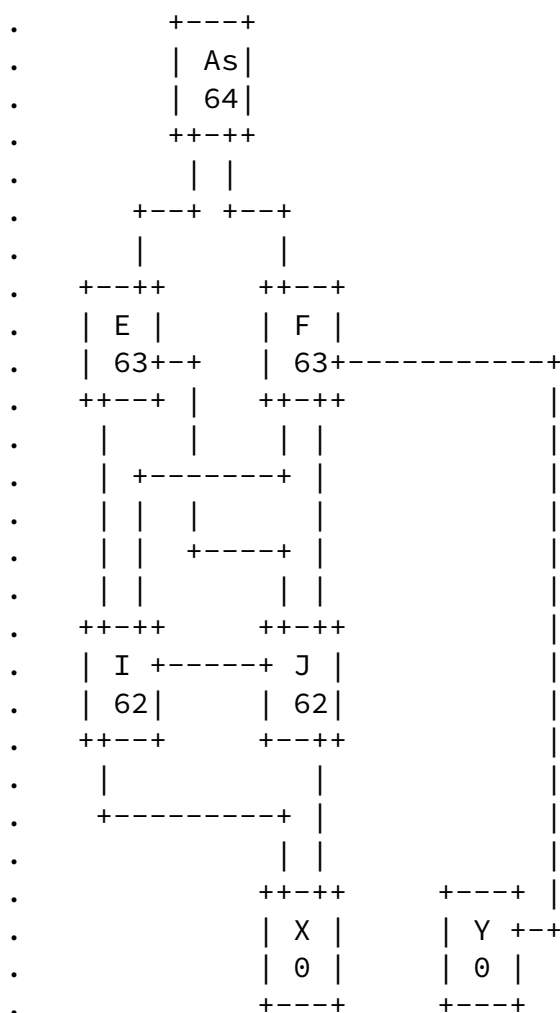 .        +---+
.        | As|
.        | 64|
.        ++-++
.         | |
.      +--+ +--+
.      |       |
.   +--++     ++--+
.   | E |     | F |
.   | 63+-+   | 63+-----------+
.   ++--+ |   ++-++           |
.    |    |    | |            |
.    | +-------+ |            |
.    | |  |      |            |
.    | |  +----+ |            |
.    | |       | |            |
.   ++-++     ++-++           |
.   | I +-----+ J |           |
.   | 62|     | 62|           |
.   ++--+     +--++           |
.    |           |            |
.    +---------+ |            |
.              | |            |
.             ++-++     +---+ |
.             | X |     | Y +-+
.             | 0 |     | 0 |
.             +---+     +---+